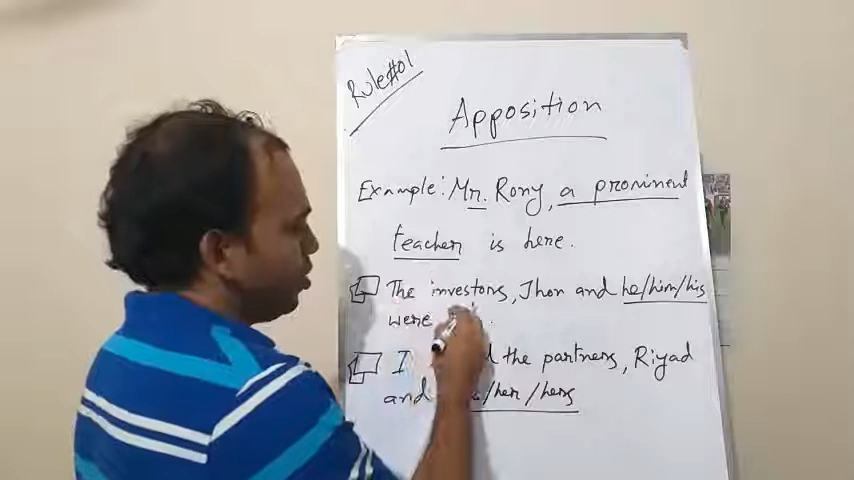 Rule#01
Apposition
Example: Mr. Rony, a prominent
teacher is here.
The investors, Jhon and he/him/his
were
I the partners, Riyad
and /her/hers